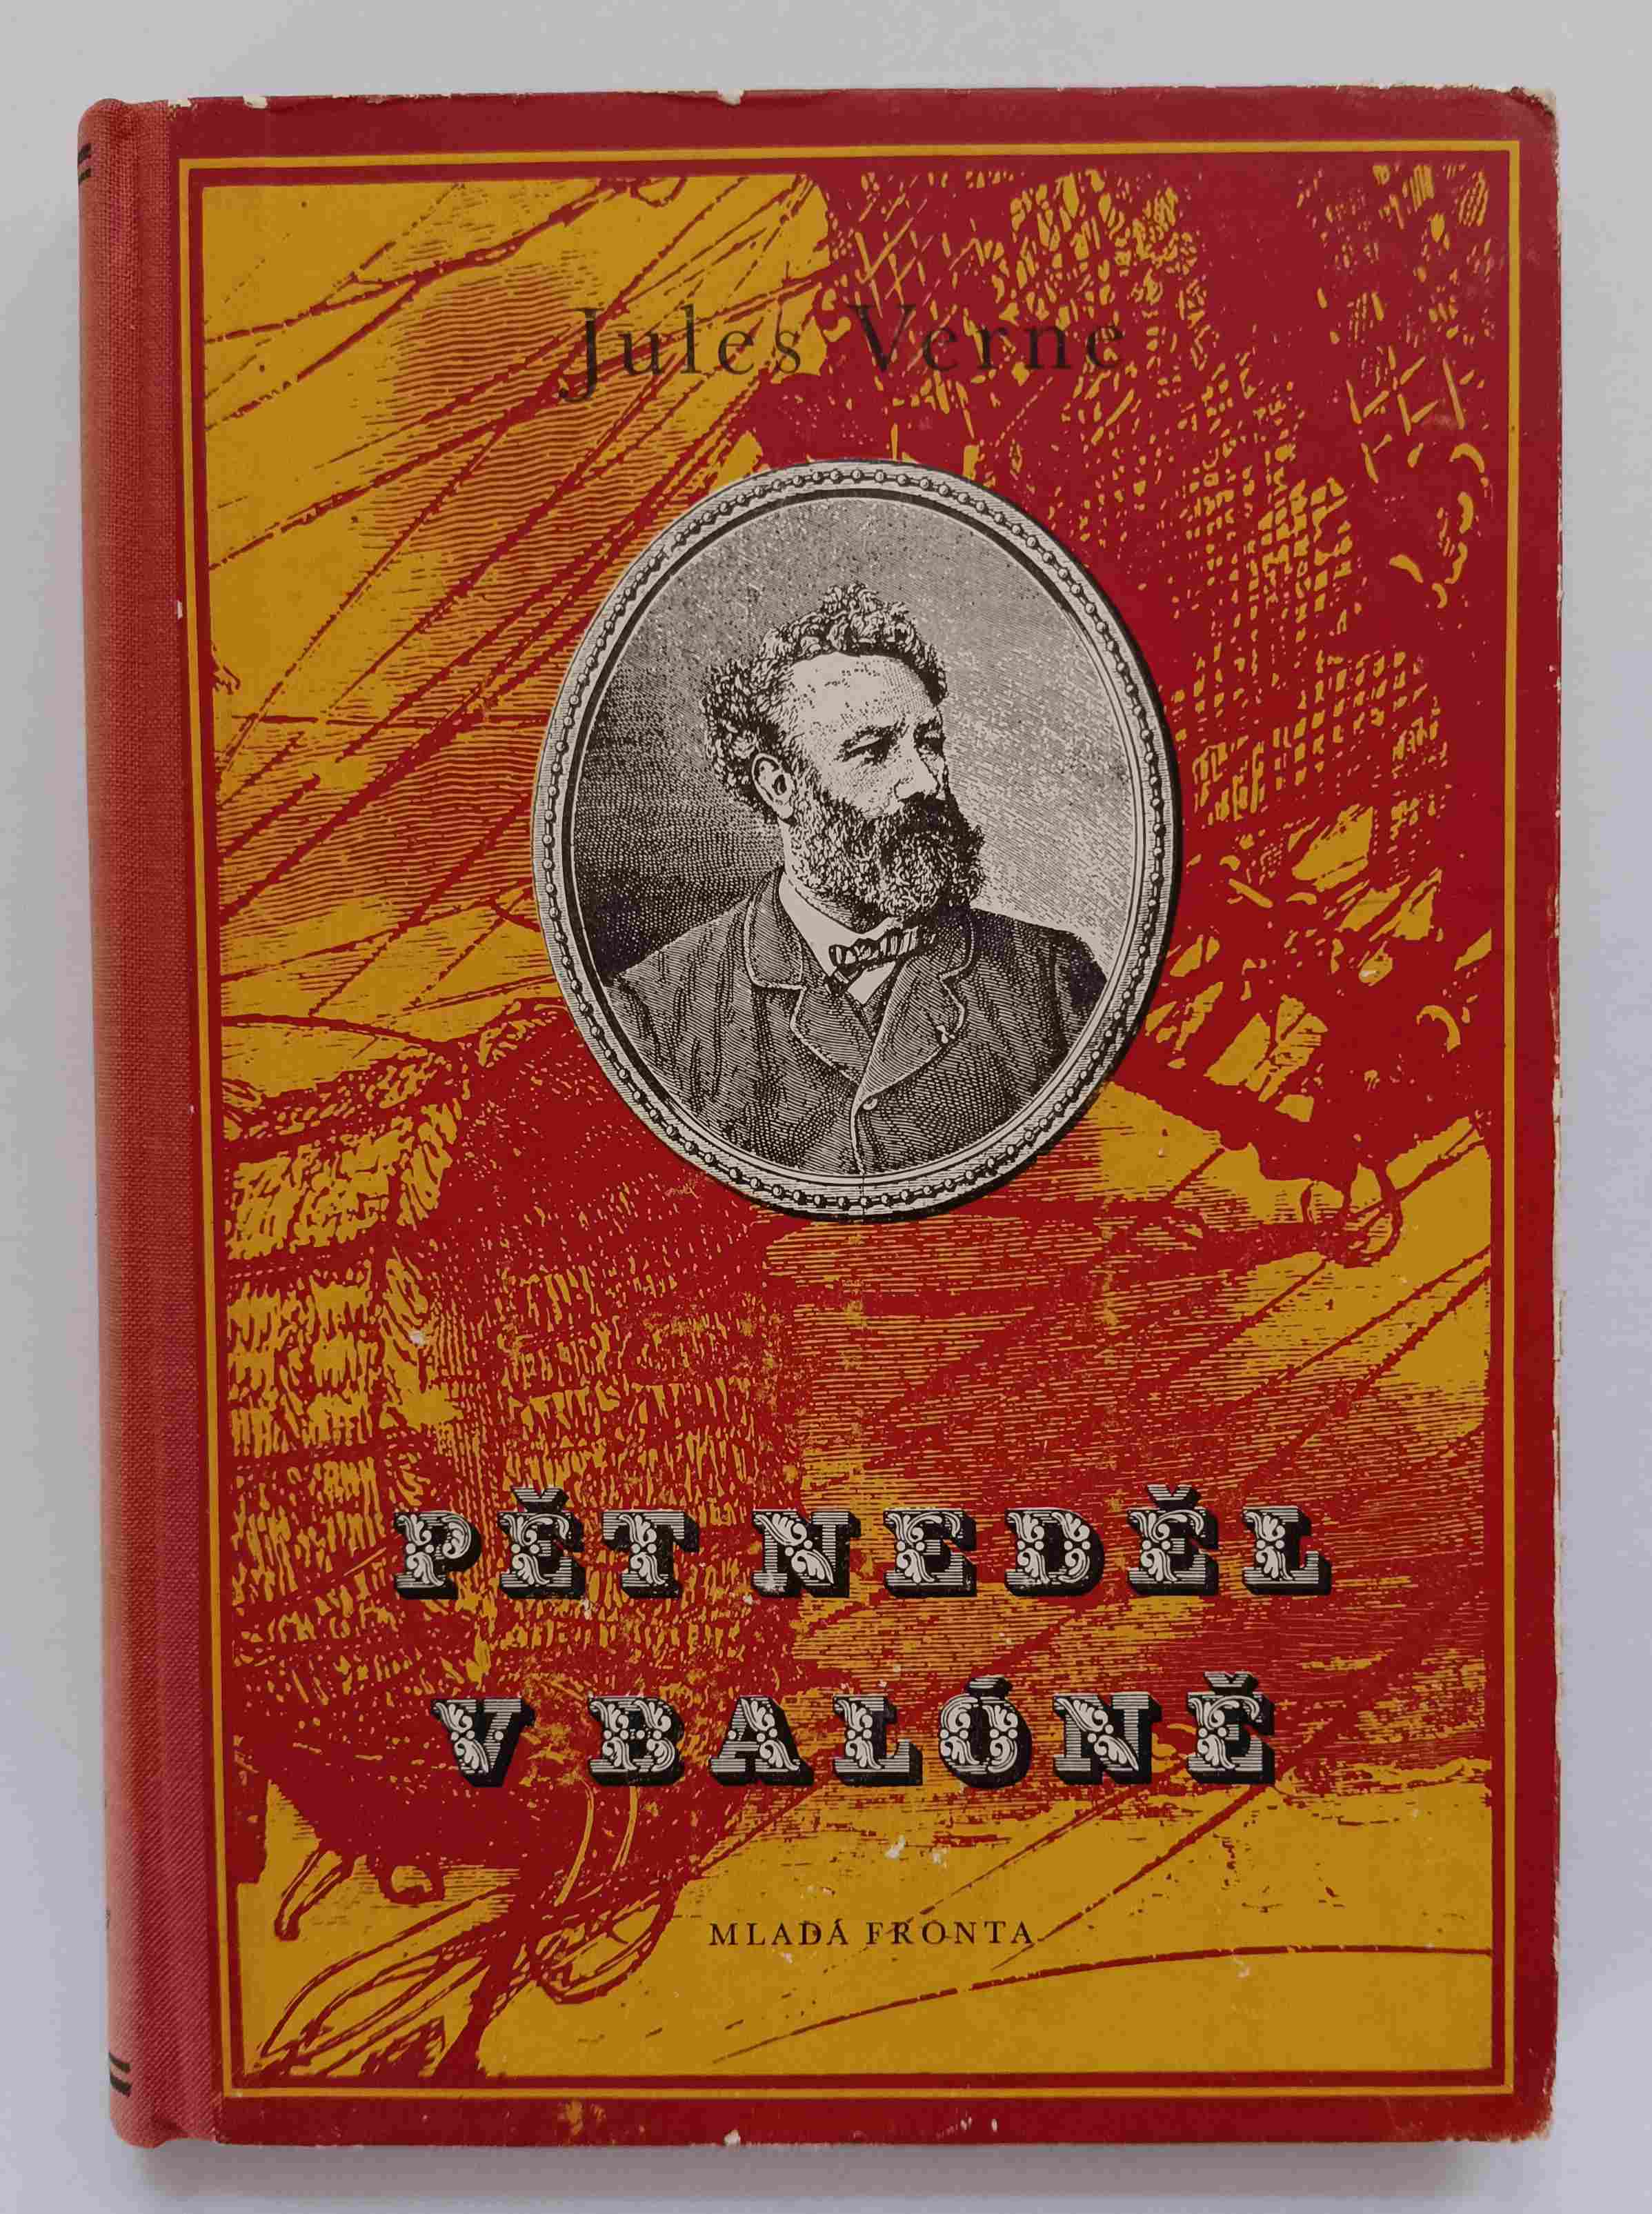 Jules Verne
PĚT NEDĚL
V BALÓNĚ
MLADÁ FRONTA